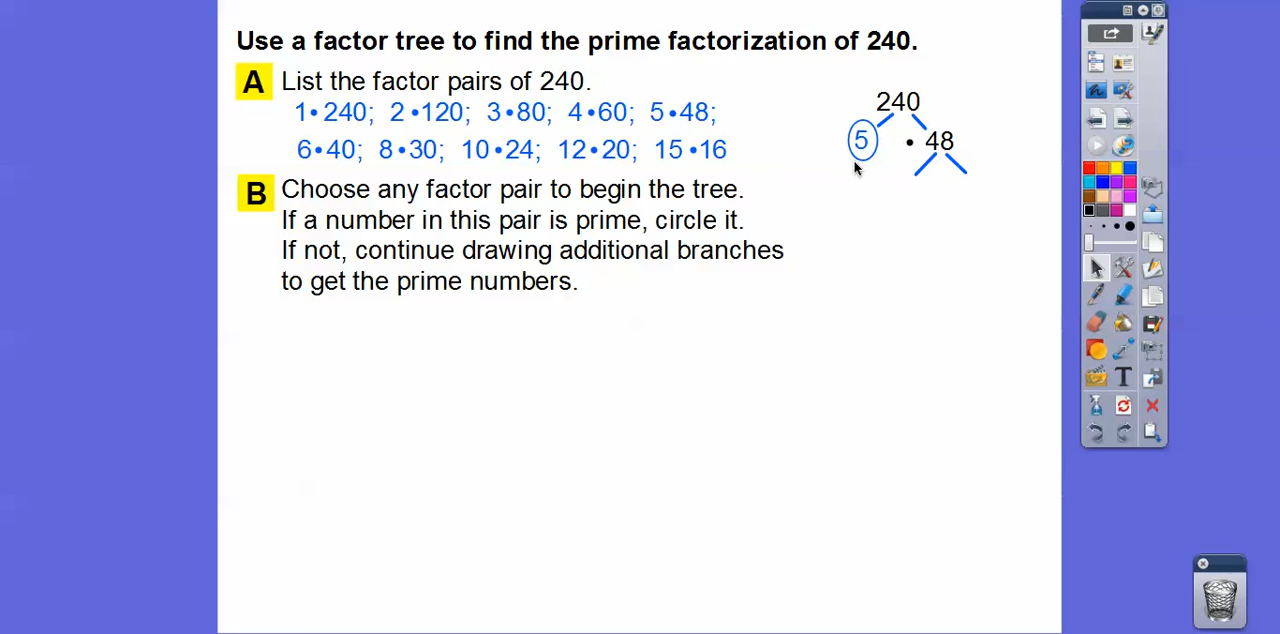 Use a factor tree to find the prime factorization of 240.
A List the factor pairs of 240.
1•240; 2•120; 3•80; 4•60; 5•48;
6•40; 8•30; 10•24; 12•20; 15•16
B Choose any factor pair to begin the tree.
If a number in this pair is prime, circle it.
If not, continue drawing additional branches
to get the prime numbers.
240
5 • 48
T